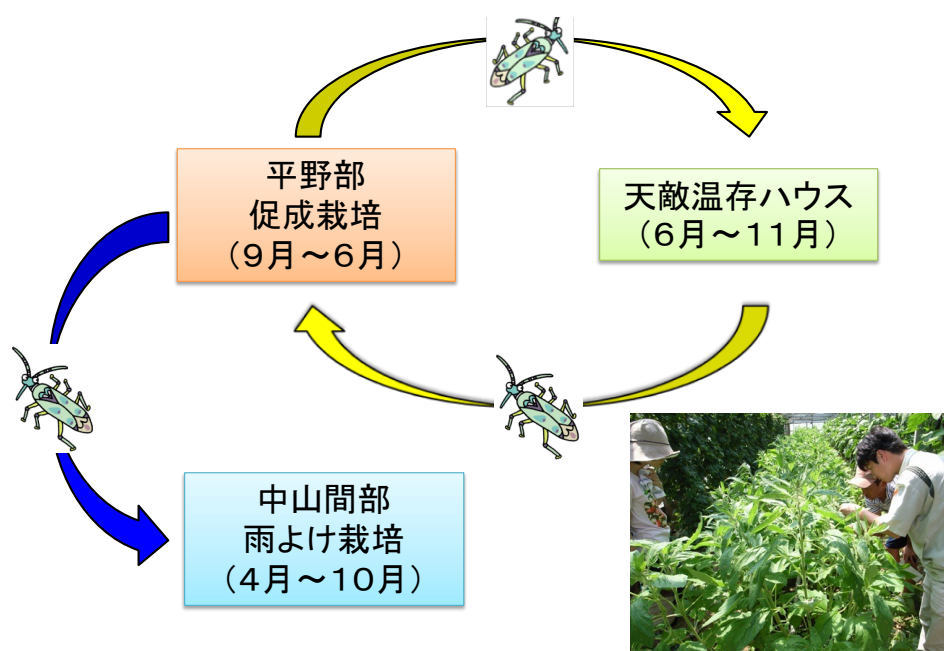 平野部
促成栽培
（9月～6月）
天敵温存ハウス
（6月～11月）
中山間部
雨よけ栽培
（4月～10月）